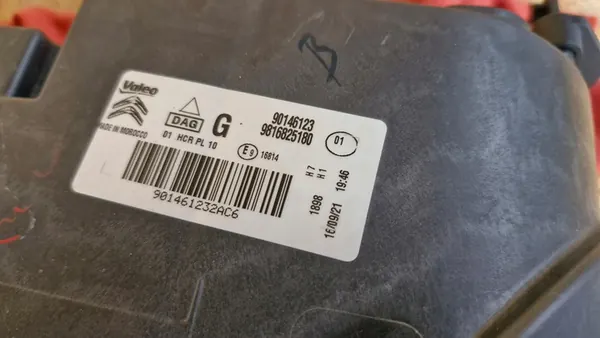 B
Valeo
MADE IN MOROCCO
DAG
G
01 HCR PL 10
90146123
9816825180
01
E9 16814
901461232AC6
H7 H1
1898
16/09/21 19:46